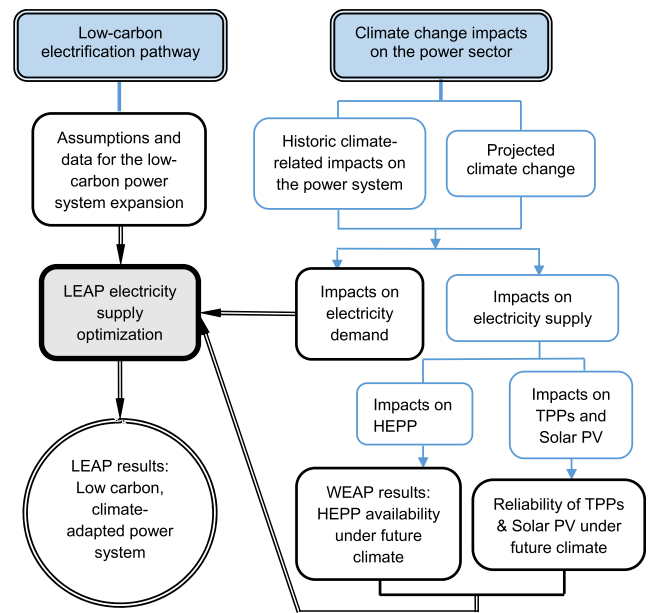 Low-carbon
electrification pathway
Climate change impacts
on the power sector
Assumptions and
data for the low-
carbon power
system expansion
Historic climate-
related impacts on
the power system
Projected
climate change
LEAP electricity
supply
optimization
Impacts on
electricity
demand
Impacts on
electricity supply
Impacts on
HEPP
Impacts on
TPPs and
Solar PV
LEAP results:
Low carbon,
climate-
adapted power
system
WEAP results:
HEPP availability
under future
climate
Reliability of TPPs
& Solar PV under
future climate